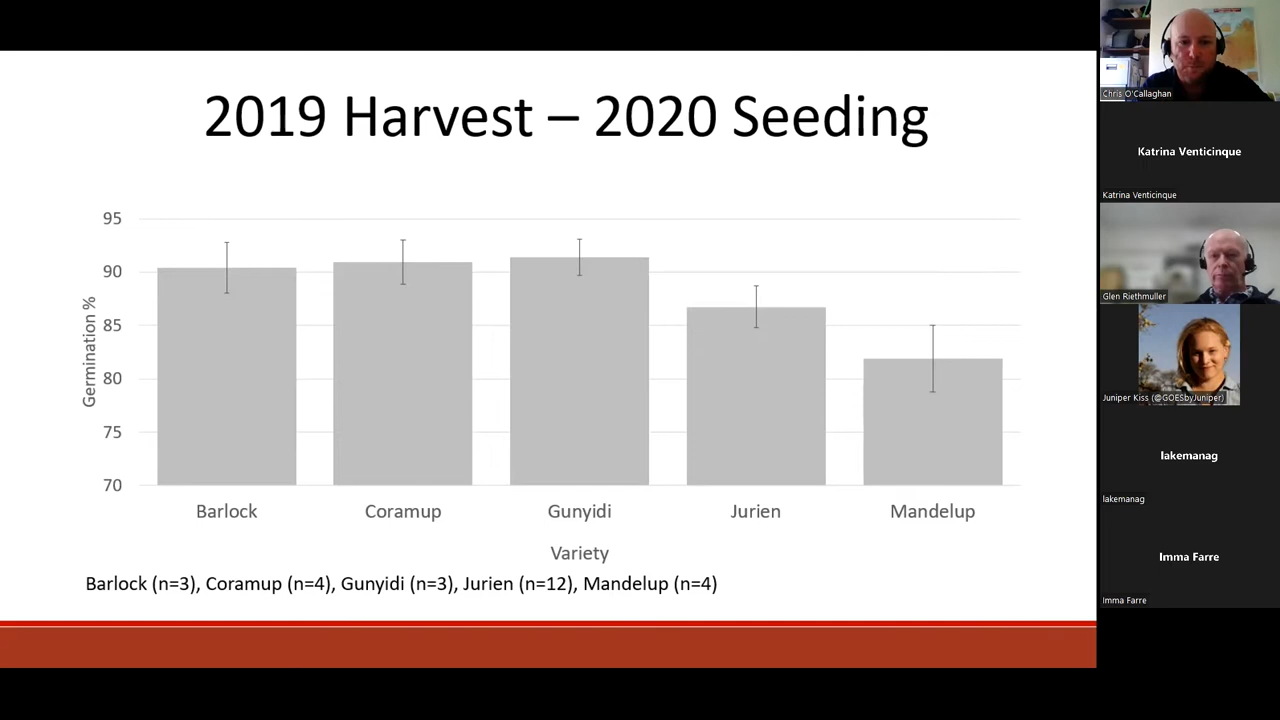 2019 Harvest – 2020 Seeding
95
90
85
80
75
70
Germination %
Barlock
Coramup
Gunyidi
Jurien
Mandelup
Variety
Barlock (n=3), Coramup (n=4), Gunyidi (n=3), Jurien (n=12), Mandelup (n=4)
Chris O'Callaghan
Katrina Venticinque
Katrina Venticinque
Glen Riethmuller
Juniper Kiss (@GOESbyJuniper)
lakemanag
lakemanag
Imma Farre
Imma Farre